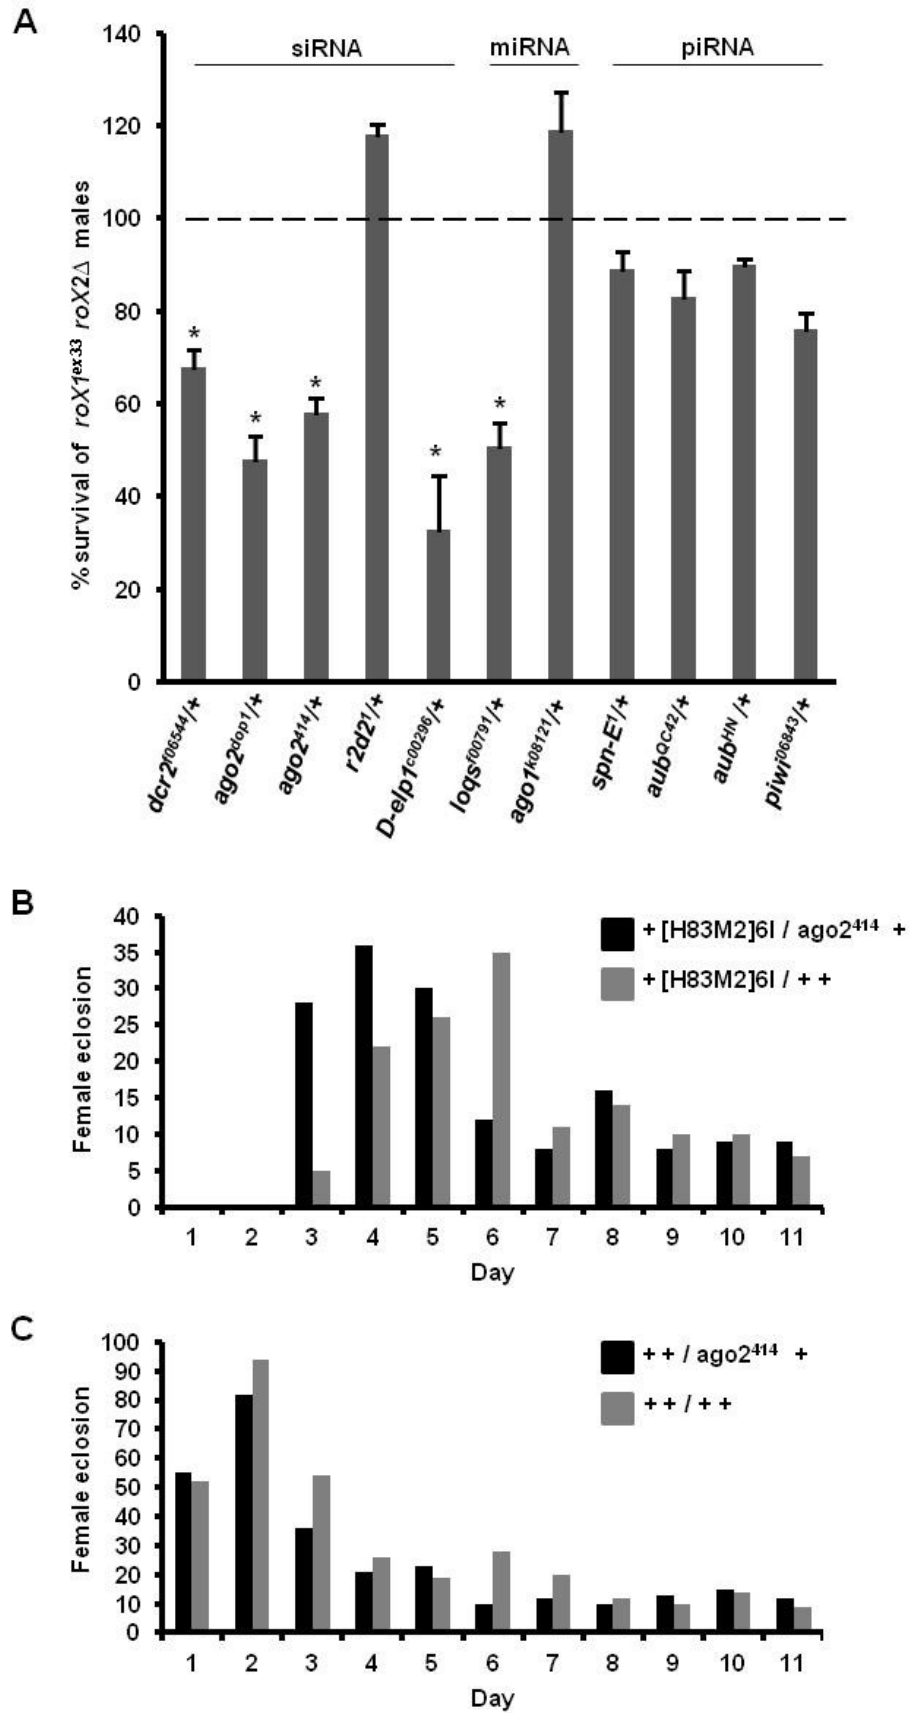 A
140
120
100
80
60
40
20
0
% survival of roX1ex33 roX2Δ males
siRNA
miRNA
piRNA
*
*
*
*
*
dcr2f06544/+
ago2dop1/+
ago2414/+
r2d21/+
D-elp1c00296/+
loqsf00791/+
ago1k08121/+
spn-E1/+
aubQC42/+
aubHN /+
piwi06843/+
B
40
35
30
25
20
15
10
5
0
Female eclosion
+ [H83M2]6I / ago2414 +
+ [H83M2]6I / + +
1 2 3 4 5 6 7 8 9 10 11
Day
C
100
90
80
70
60
50
40
30
20
10
0
Female eclosion
+ + / ago2414 +
+ + / + +
1 2 3 4 5 6 7 8 9 10 11
Day